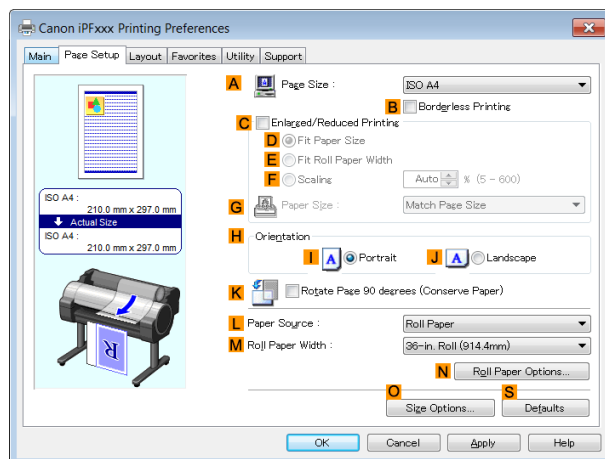 Canon iPFxxx Printing Preferences
Main Page Setup Layout Favorites Utility Support
A Page Size : ISO A4
B Borderless Printing
C Enlarged/Reduced Printing
D Fit Paper Size
E Fit Roll Paper Width
F Scaling Auto % (5 - 600)
G Paper Size : Match Page Size
ISO A4 :
210.0 mm x 297.0 mm
Actual Size
ISO A4 :
210.0 mm x 297.0 mm
H Orientation
I A Portrait J A Landscape
K Rotate Page 90 degrees (Conserve Paper)
L Paper Source : Roll Paper
M Roll Paper Width : 36-in. Roll (914.4mm)
N Roll Paper Options...
O Size Options... S Defaults
R
OK Cancel Apply Help